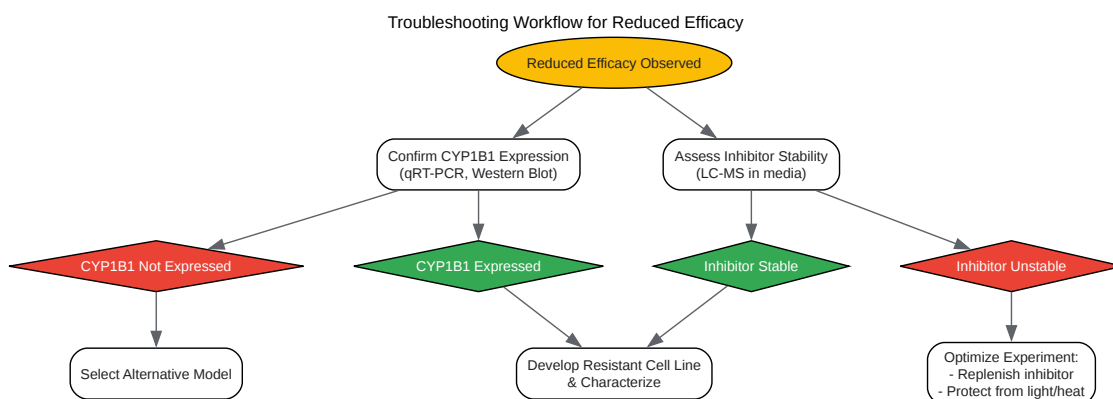 Troubleshooting Workflow for Reduced Efficacy
Reduced Efficacy Observed
Confirm CYP1B1 Expression
(qRT-PCR, Western Blot)
Assess Inhibitor Stability
(LC-MS in media)
CYP1B1 Not Expressed
CYP1B1 Expressed
Inhibitor Stable
Inhibitor Unstable
Select Alternative Model
Develop Resistant Cell Line
& Characterize
Optimize Experiment:
- Replenish inhibitor
- Protect from light/heat